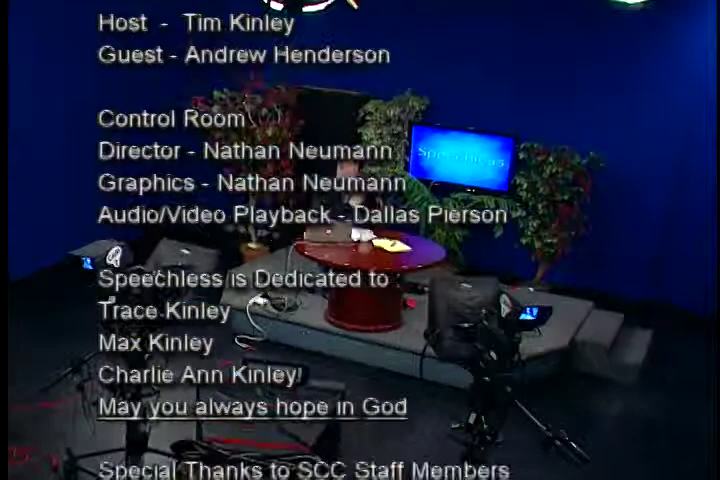 Host - Tim Kinley
Guest - Andrew Henderson
Control Room
Director - Nathan Neumann
Speechless
Graphics - Nathan Neumann
Audio/Video Playback - Dallas Pierson
Speechless is Dedicated to
Trace Kinley
Max Kinley
Charlie Ann Kinley
May you always hope in God
Special Thanks to SCC Staff Members